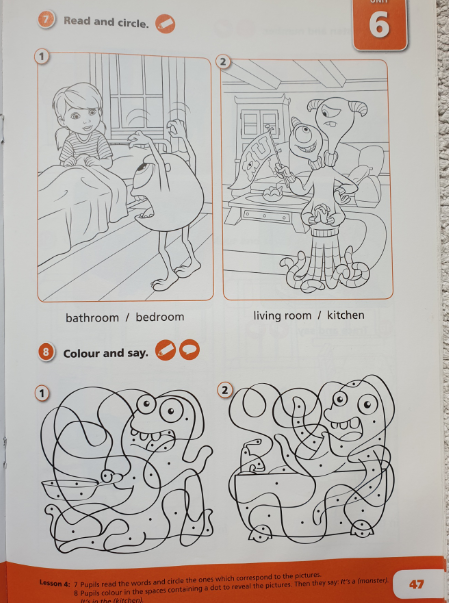 UNIT
6
7 Read and circle.
1
2
bathroom / bedroom
living room / kitchen
8 Colour and say.
1
2
Lesson 4: 7 Pupils read the words and circle the ones which correspond to the pictures.
8 Pupils colour in the spaces containing a dot to reveal the pictures. Then they say: It's a (monster).
It's in the (kitchen).
47